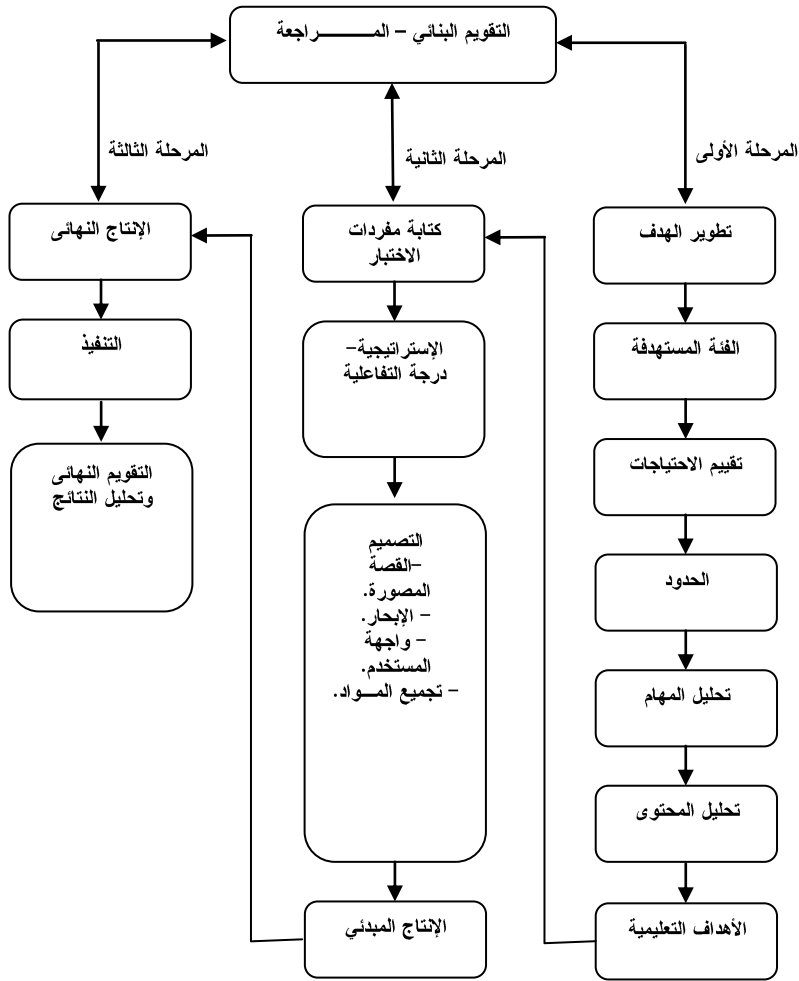 التقويم البنائي – المــــــــــراجعة
المرحلة الأولى
المرحلة الثانية
المرحلة الثالثة
تطوير الهدف
الفئة المستهدفة
تقييم الاحتياجات
الحدود
تحليل المهام
تحليل المحتوى
الأهداف التعليمية
كتابة مفردات
الاختبار
الإستراتيجية–
درجة التفاعلية
التصميم
–القصة
المصورة.
– الإبحار.
– واجهة
المستخدم.
– تجميع المــواد.
الإنتاج المبدئي
الإنتاج النهائى
التنفيذ
التقويم النهائى
وتحليل النتائج